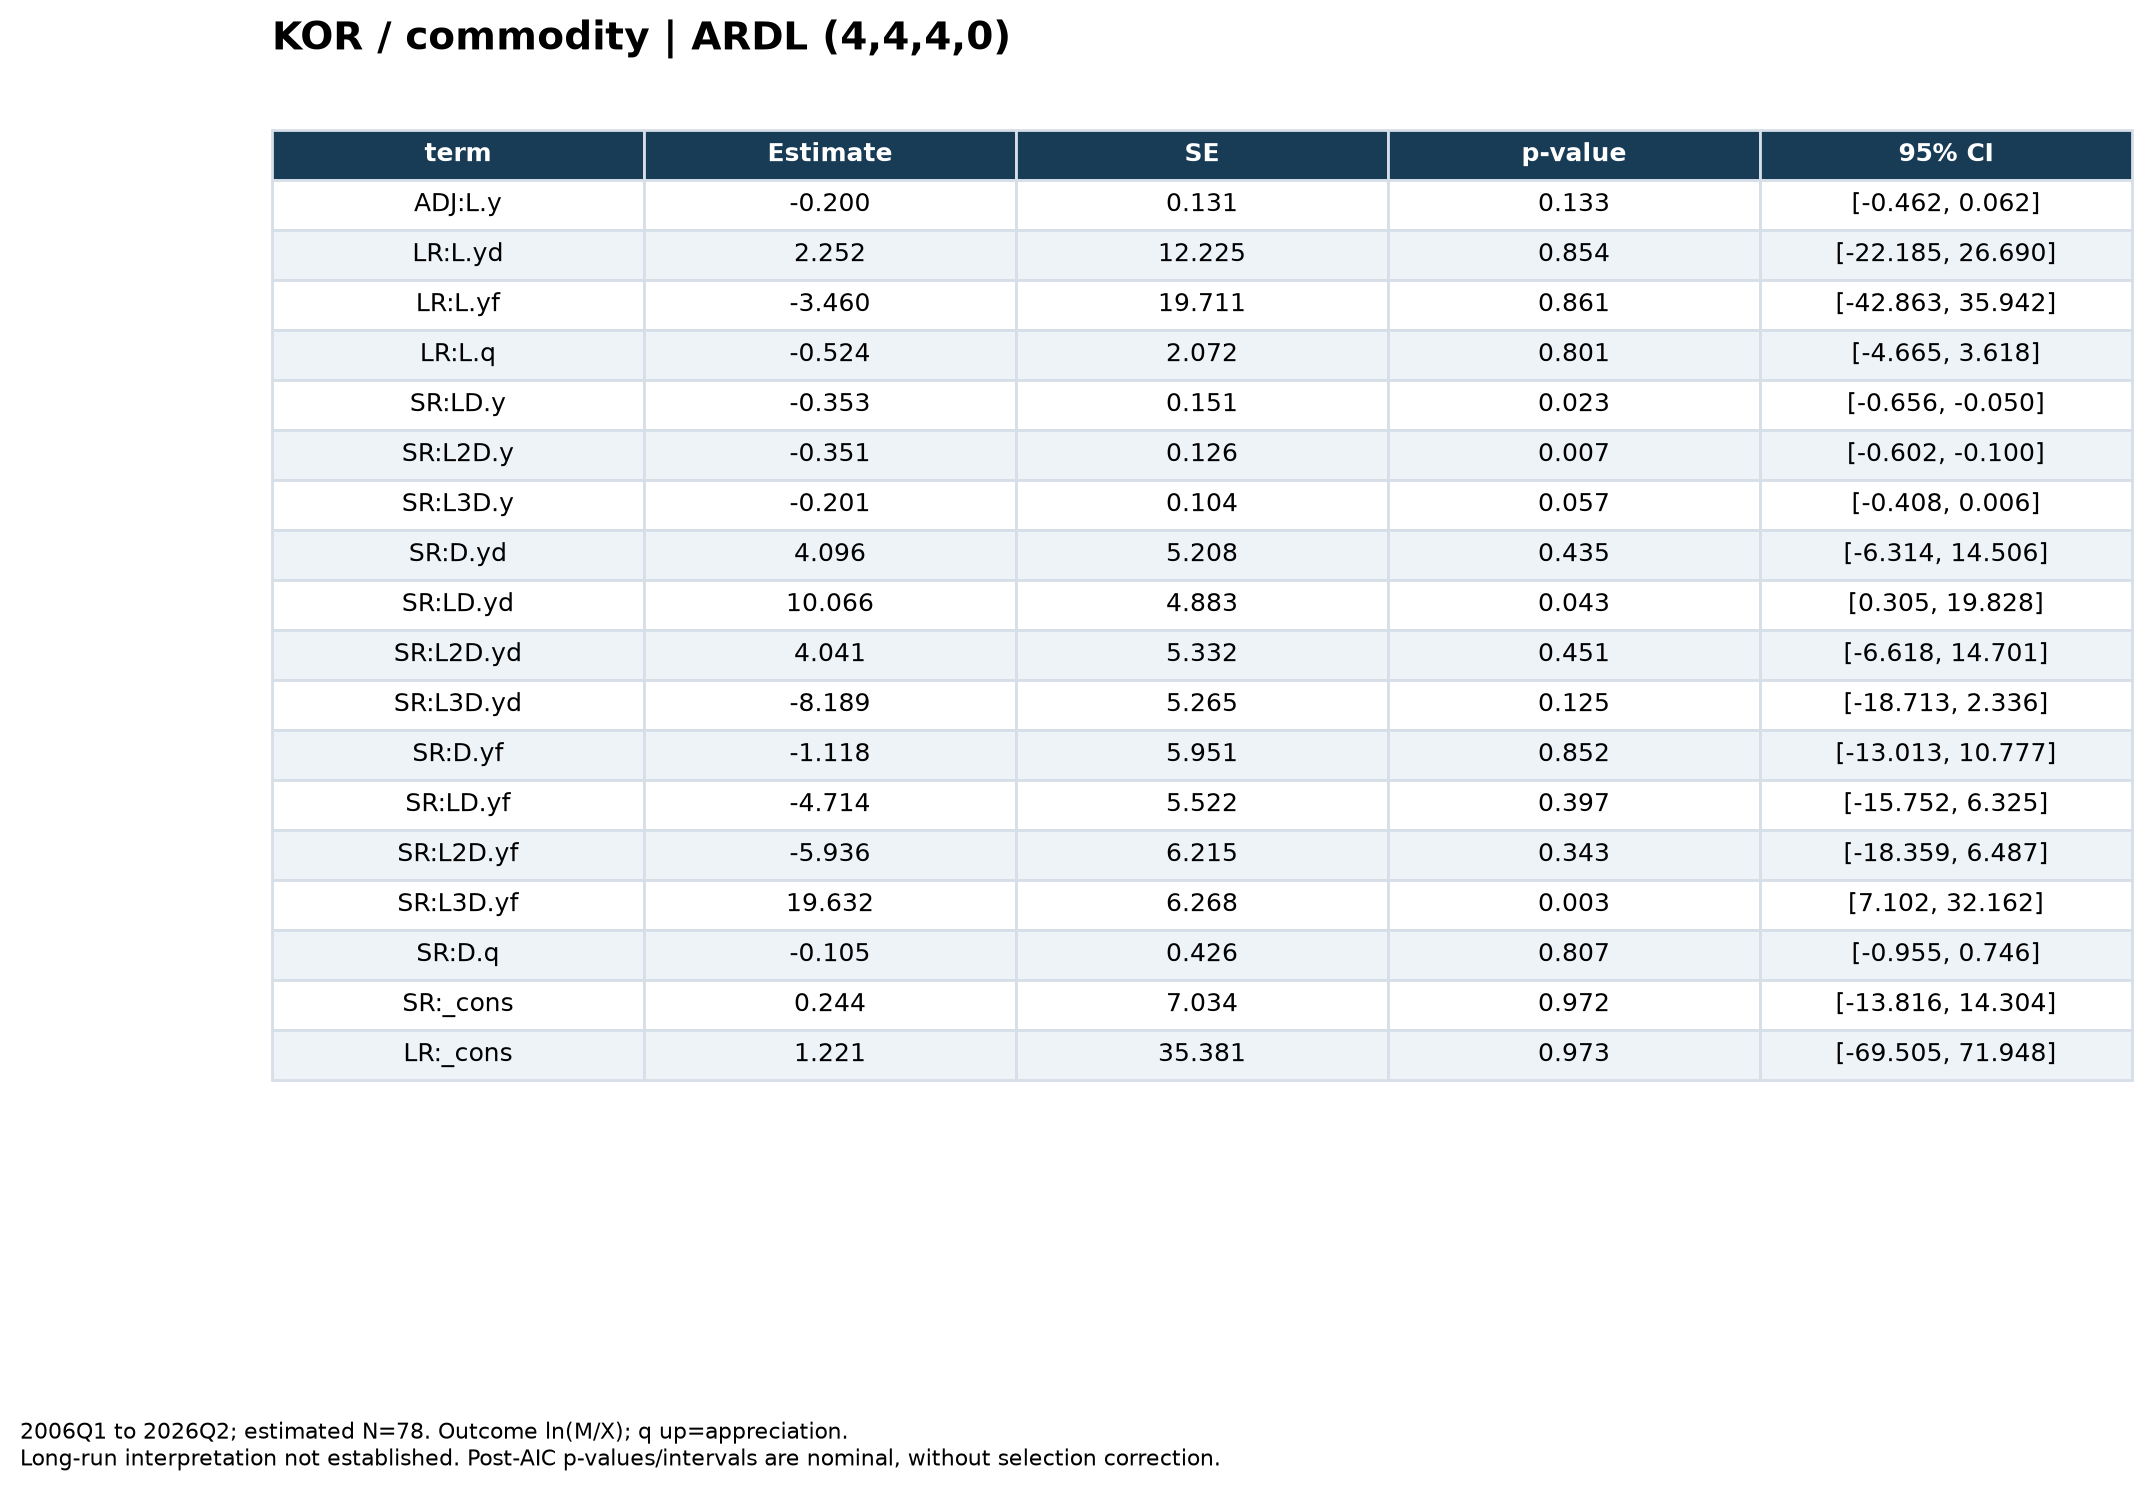 KOR / commodity | ARDL (4,4,4,0)
term Estimate SE p-value 95% CI
ADJ:L.y -0.200 0.131 0.133 [-0.462, 0.062]
LR:L.yd 2.252 12.225 0.854 [-22.185, 26.690]
LR:L.yf -3.460 19.711 0.861 [-42.863, 35.942]
LR:L.q -0.524 2.072 0.801 [-4.665, 3.618]
SR:LD.y -0.353 0.151 0.023 [-0.656, -0.050]
SR:L2D.y -0.351 0.126 0.007 [-0.602, -0.100]
SR:L3D.y -0.201 0.104 0.057 [-0.408, 0.006]
SR:D.yd 4.096 5.208 0.435 [-6.314, 14.506]
SR:LD.yd 10.066 4.883 0.043 [0.305, 19.828]
SR:L2D.yd 4.041 5.332 0.451 [-6.618, 14.701]
SR:L3D.yd -8.189 5.265 0.125 [-18.713, 2.336]
SR:D.yf -1.118 5.951 0.852 [-13.013, 10.777]
SR:LD.yf -4.714 5.522 0.397 [-15.752, 6.325]
SR:L2D.yf -5.936 6.215 0.343 [-18.359, 6.487]
SR:L3D.yf 19.632 6.268 0.003 [7.102, 32.162]
SR:D.q -0.105 0.426 0.807 [-0.955, 0.746]
SR:_cons 0.244 7.034 0.972 [-13.816, 14.304]
LR:_cons 1.221 35.381 0.973 [-69.505, 71.948]
2006Q1 to 2026Q2; estimated N=78. Outcome ln(M/X); q up=appreciation.
Long-run interpretation not established. Post-AIC p-values/intervals are nominal, without selection correction.